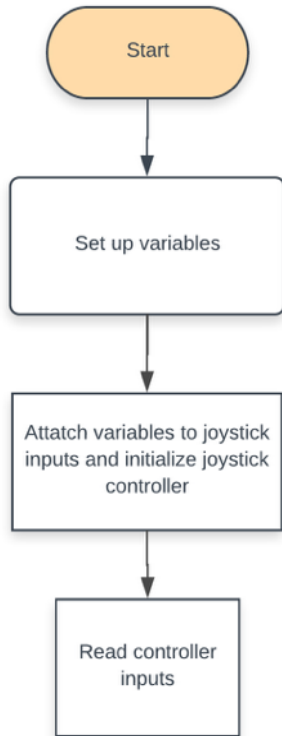 Start
Set up variables
Attatch variables to joystick
inputs and initialize joystick
controller
Read controller
inputs